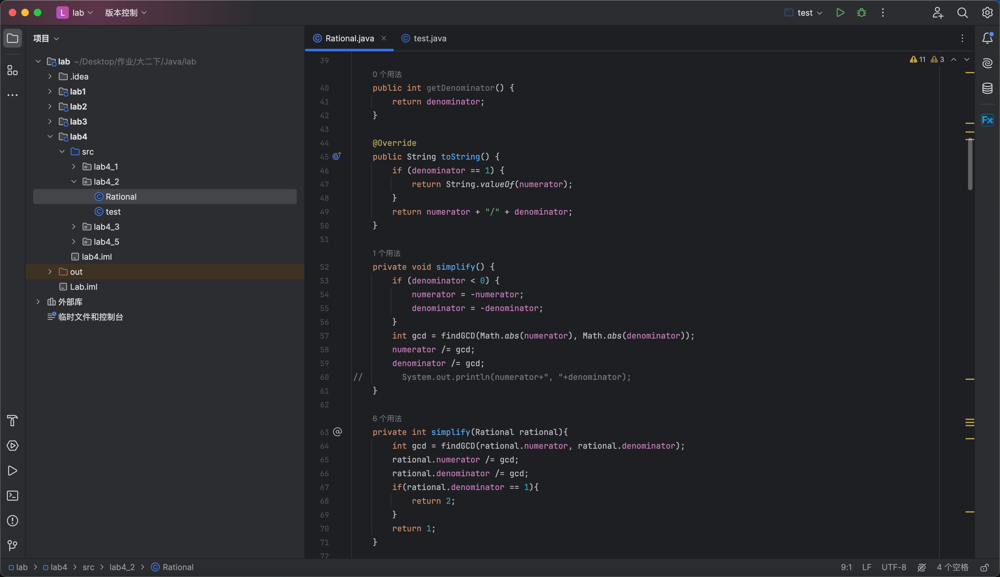 L lab 版本控制 test
项目
lab ~/Desktop/作业/大二下/Java/lab
.idea
lab1
lab2
lab3
lab4
src
lab4_1
lab4_2
Rational
test
lab4_3
lab4_5
lab4.iml
out
Lab.iml
外部库
临时文件和控制台
Rational.java test.java
11 3
39
0 个用法
40 public int getDenominator() {
41 return denominator;
42 }
43
44 @Override
45 public String toString() {
46 if (denominator == 1) {
47 return String.valueOf(numerator);
48 }
49 return numerator + "/" + denominator;
50 }
51
1 个用法
52 private void simplify() {
53 if (denominator < 0) {
54 numerator = -numerator;
55 denominator = -denominator;
56 }
57 int gcd = findGCD(Math.abs(numerator), Math.abs(denominator));
58 numerator /= gcd;
59 denominator /= gcd;
60 // System.out.println(numerator+", "+denominator);
61 }
62
6 个用法
63 @ private int simplify(Rational rational){
64 int gcd = findGCD(rational.numerator, rational.denominator);
65 rational.numerator /= gcd;
66 rational.denominator /= gcd;
67 if(rational.denominator == 1){
68 return 2;
69 }
70 return 1;
71 }
72
Fx
lab > lab4 > src > lab4_2 > Rational
9:1 LF UTF-8 4 个空格